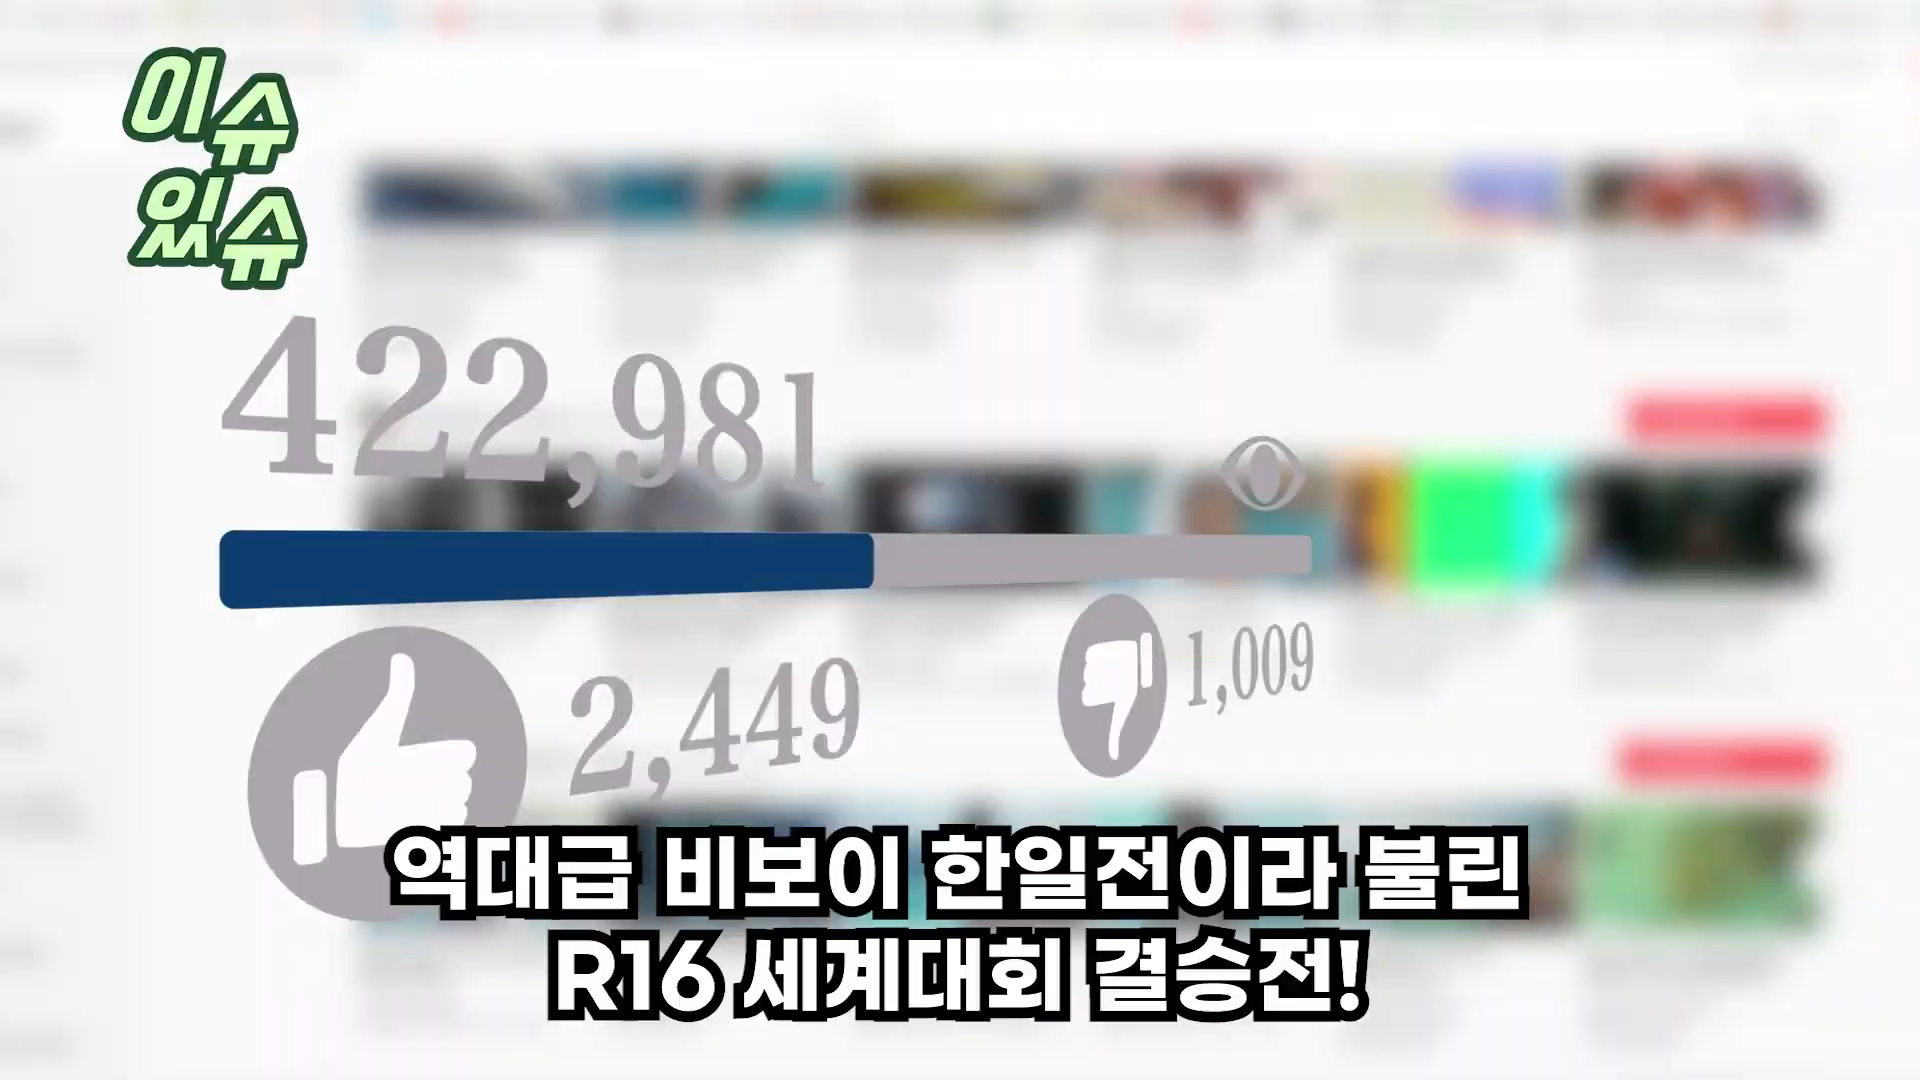 이슈
있슈
422,981
2,449
1,009
역대급 비보이 한일전이라 불린
R16 세계대회 결승전!